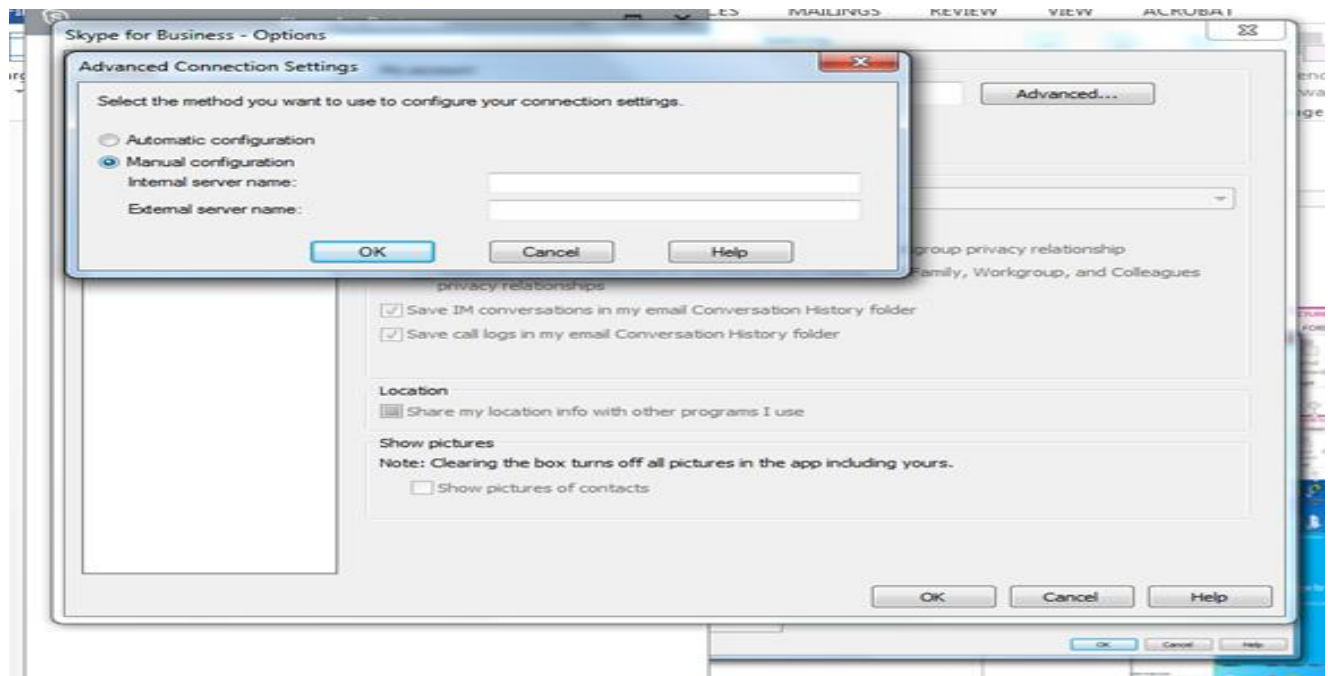 MAILINGS REVIEW VIEW ACROBAT
Skype for Business - Options
Advanced Connection Settings
Select the method you want to use to configure your connection settings.
Advanced...
Automatic configuration
Manual configuration
Internal server name:
External server name:
OK Cancel Help
group privacy relationship
Family, Workgroup, and Colleagues
privacy relationships
Save IM conversations in my email Conversation History folder
Save call logs in my email Conversation History folder
Location
Share my location info with other programs I use
Show pictures
Note: Clearing the box turns off all pictures in the app including yours.
Show pictures of contacts
OK Cancel Help
OK Cancel Help